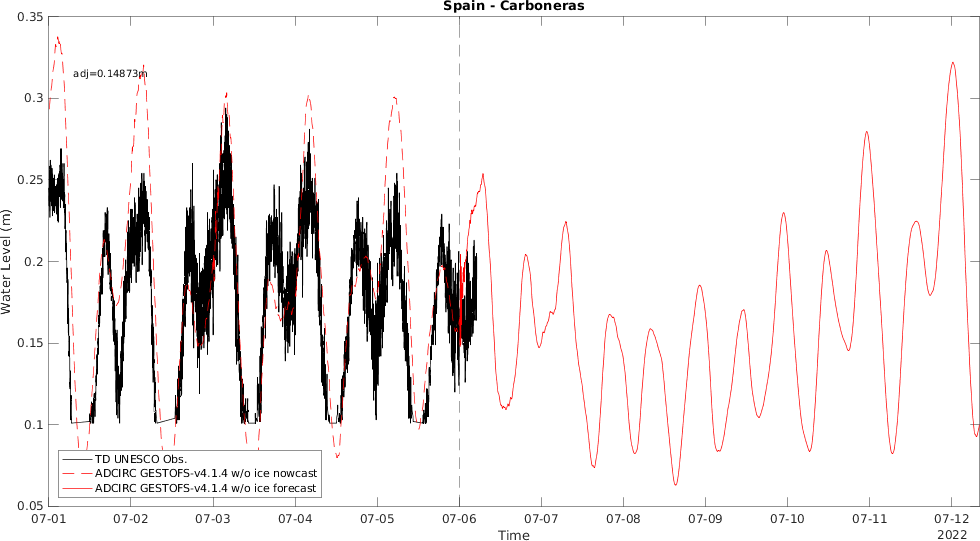 Spain - Carboneras
0.35
0.3
0.25
0.2
0.15
0.1
0.05
Water Level (m)
adj=0.14873m
TD UNESCO Obs.
ADCIRC GESTOFS-v4.1.4 w/o ice nowcast
ADCIRC GESTOFS-v4.1.4 w/o ice forecast
07-01 07-02 07-03 07-04 07-05 07-06 07-07 07-08 07-09 07-10 07-11 07-12
2022
Time